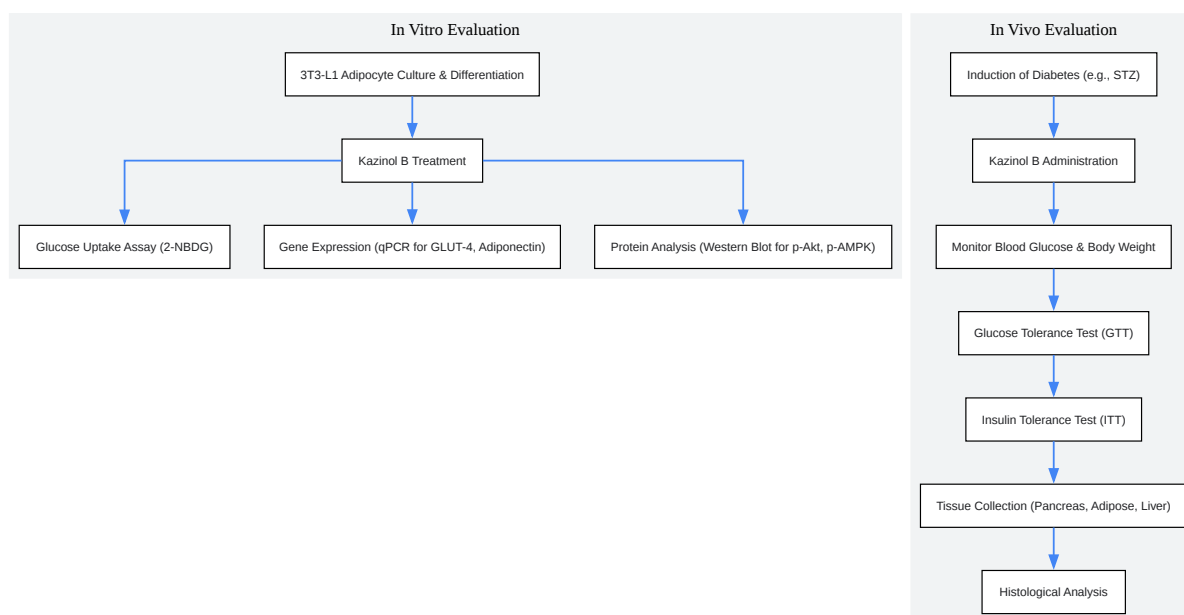 In Vitro Evaluation
3T3-L1 Adipocyte Culture & Differentiation
Kazinol B Treatment
Glucose Uptake Assay (2-NBDG)
Gene Expression (qPCR for GLUT-4, Adiponectin)
Protein Analysis (Western Blot for p-Akt, p-AMPK)
In Vivo Evaluation
Induction of Diabetes (e.g., STZ)
Kazinol B Administration
Monitor Blood Glucose & Body Weight
Glucose Tolerance Test (GTT)
Insulin Tolerance Test (ITT)
Tissue Collection (Pancreas, Adipose, Liver)
Histological Analysis